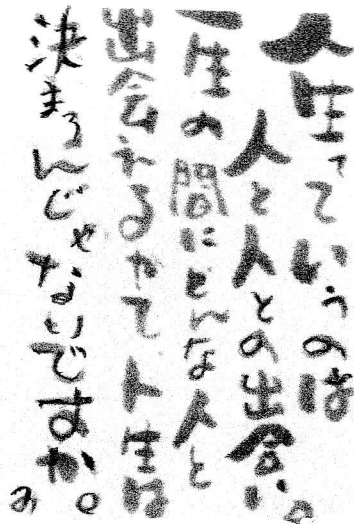 人生っていうのは
人と人との出会い。
一生の間にどんな人と
出会えるかで人生は
決まるんじゃないですか。
み